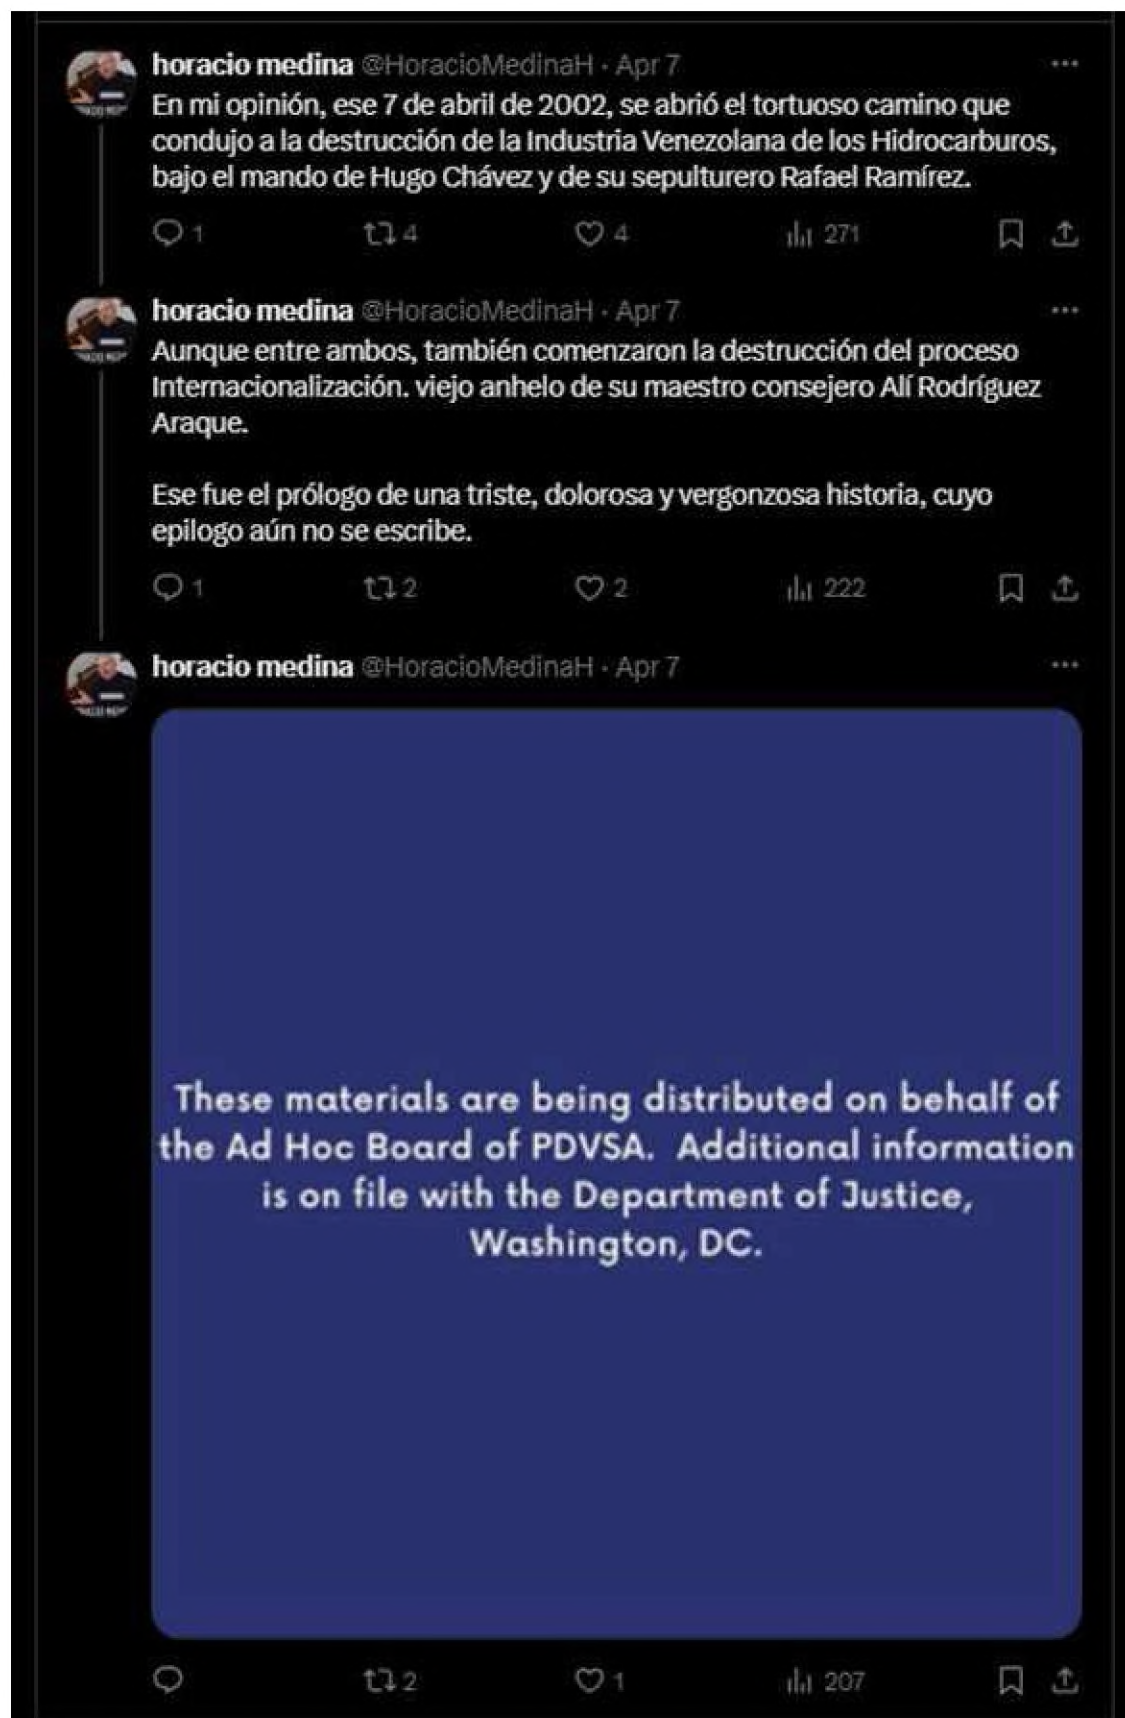 horacio medina @HoracioMedinaH · Apr 7
En mi opinión, ese 7 de abril de 2002, se abrió el tortuoso camino que
condujo a la destrucción de la Industria Venezolana de los Hidrocarburos,
bajo el mando de Hugo Chávez y de su sepulturero Rafael Ramírez.
1 4 4 271
horacio medina @HoracioMedinaH · Apr 7
Aunque entre ambos, también comenzaron la destrucción del proceso
Internacionalización. viejo anhelo de su maestro consejero Alí Rodríguez
Araque.
Ese fue el prólogo de una triste, dolorosa y vergonzosa historia, cuyo
epilogo aún no se escribe.
1 2 2 222
horacio medina @HoracioMedinaH · Apr 7
These materials are being distributed on behalf of
the Ad Hoc Board of PDVSA. Additional information
is on file with the Department of Justice,
Washington, DC.
2 1 207